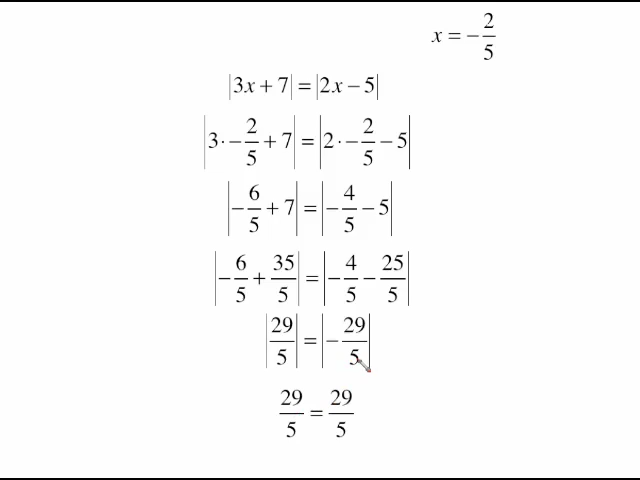 x = -2/5
|3x + 7| = |2x - 5|
|3 · -2/5 + 7| = |2 · -2/5 - 5|
|-6/5 + 7| = |-4/5 - 5|
|-6/5 + 35/5| = |-4/5 - 25/5|
|29/5| = |-29/5|
29/5 = 29/5